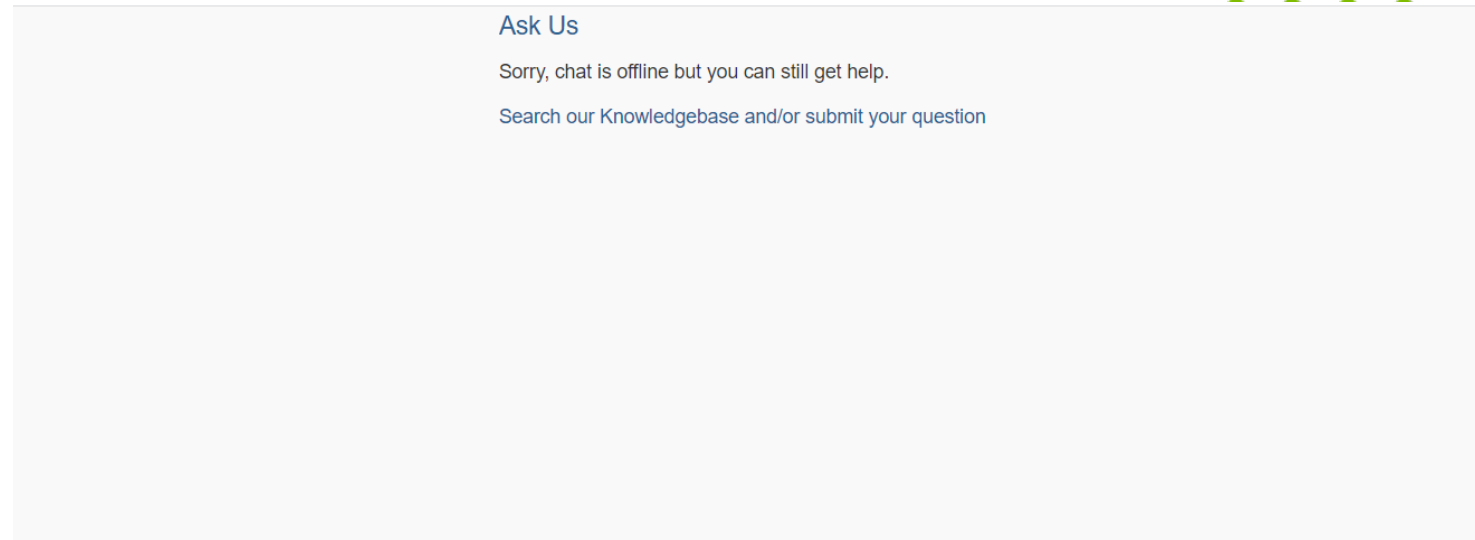 Ask Us
Sorry, chat is offline but you can still get help.
Search our Knowledgebase and/or submit your question